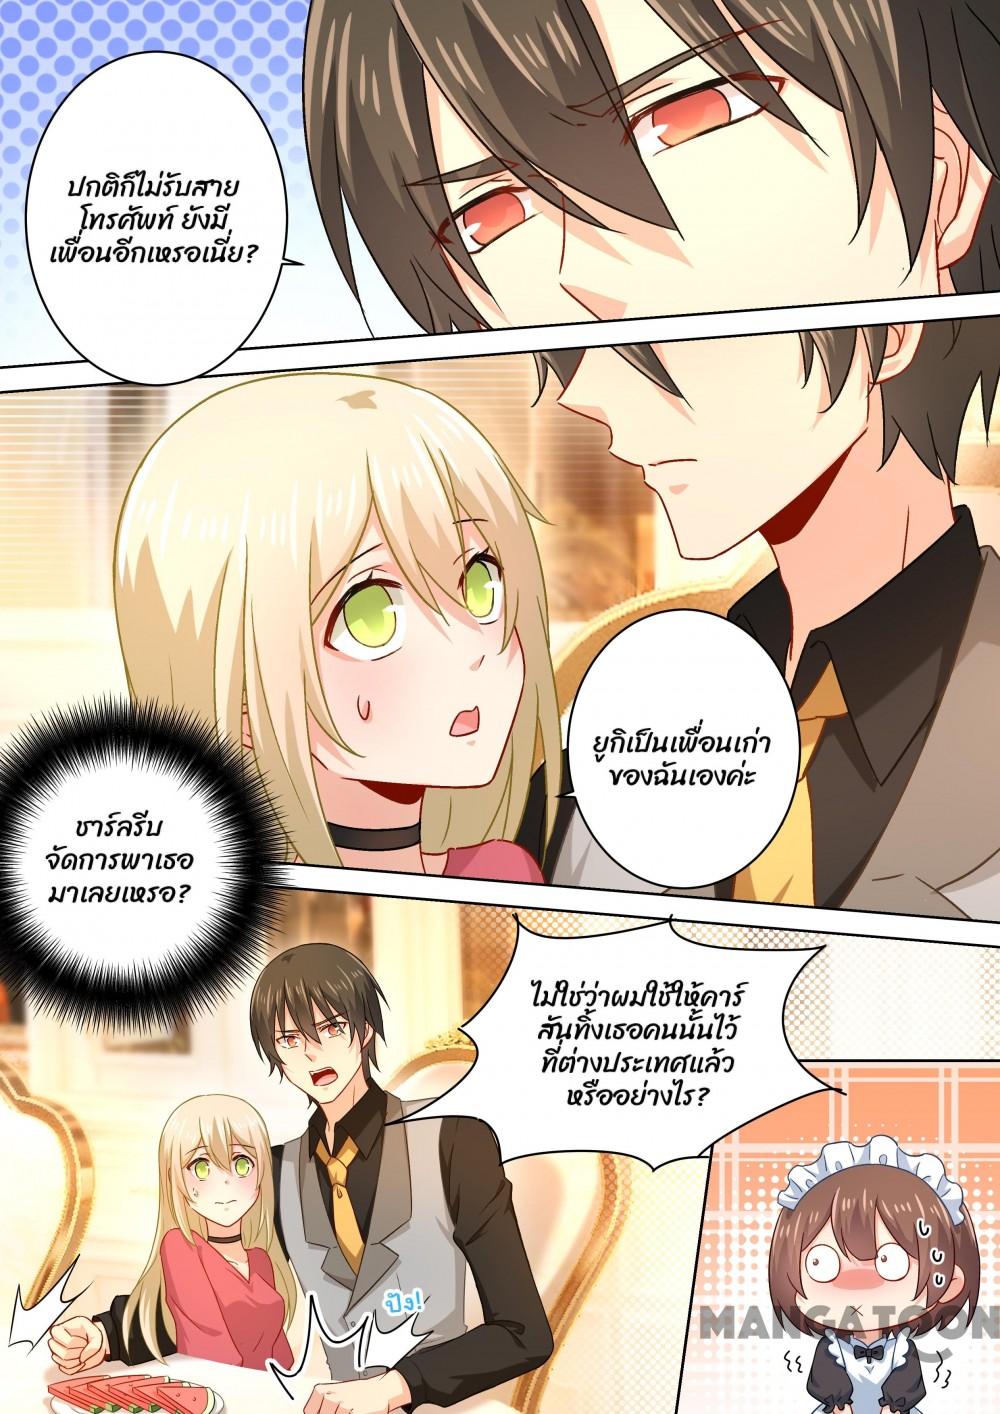 ปกติก็ไม่รับสาย
โทรศัพท์ ยังมี
เพื่อนอีกเหรอเนี่ย?
ยูกิเป็นเพื่อนเก่า
ของฉันเองค่ะ
ชาร์ลรีบ
จัดการพาเธอ
มาเลยเหรอ?
ไม่ใช่ว่าผมใช้ให้คาร์
สันทิ้งเธอคนนั้นไว้
ที่ต่างประเทศแล้ว
หรืออย่างไร?
ปัง!
MANGATOON